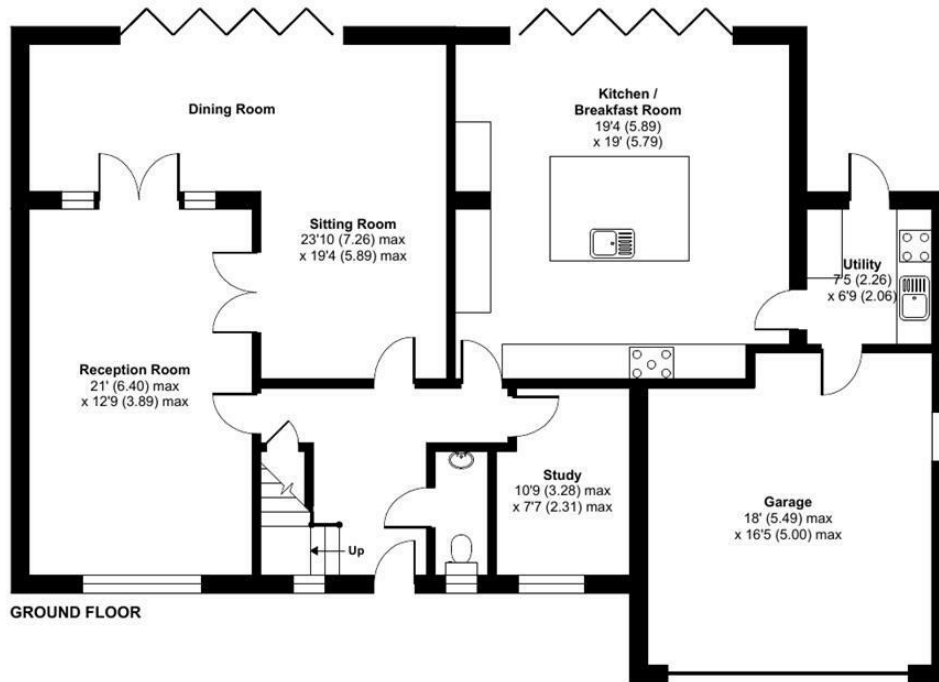 Dining Room
Kitchen /
Breakfast Room
19'4 (5.89)
x 19' (5.79)
Sitting Room
23'10 (7.26) max
x 19'4 (5.89) max
Utility
7'5 (2.26)
x 6'9 (2.06)
Reception Room
21' (6.40) max
x 12'9 (3.89) max
Study
10'9 (3.28) max
x 7'7 (2.31) max
Garage
18' (5.49) max
x 16'5 (5.00) max
Up
GROUND FLOOR